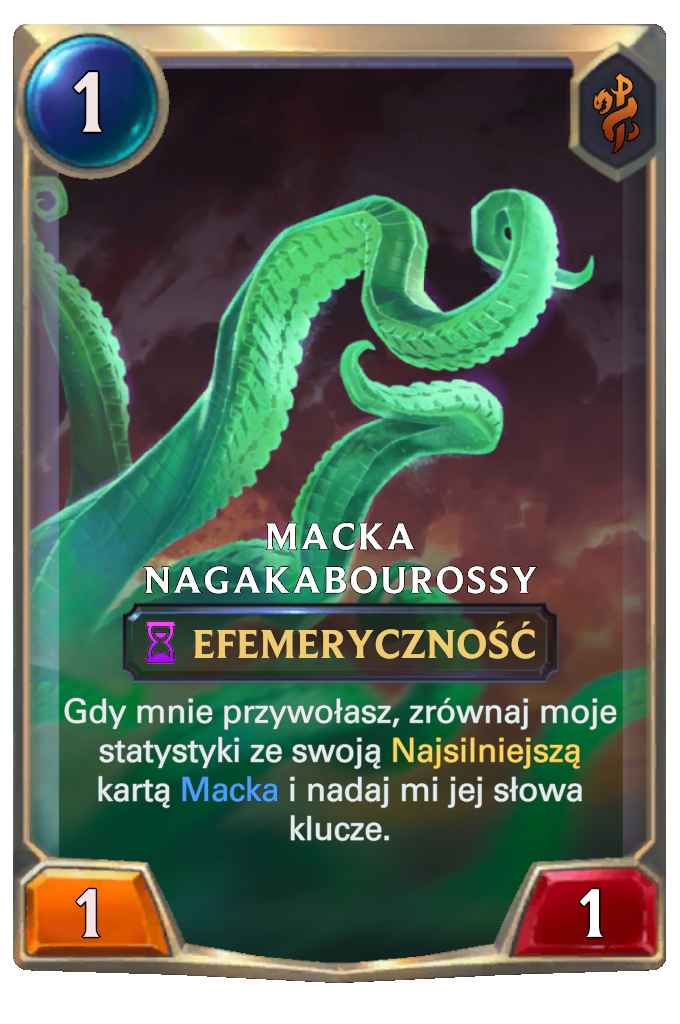 1
MACKA
NAGAKABOUROSSY
EFEMERYCZNOŚĆ
Gdy mnie przywołasz, zrównaj moje
statystyki ze swoją Najsilniejszą
kartą Macka i nadaj mi jej słowa
klucze.
1
1